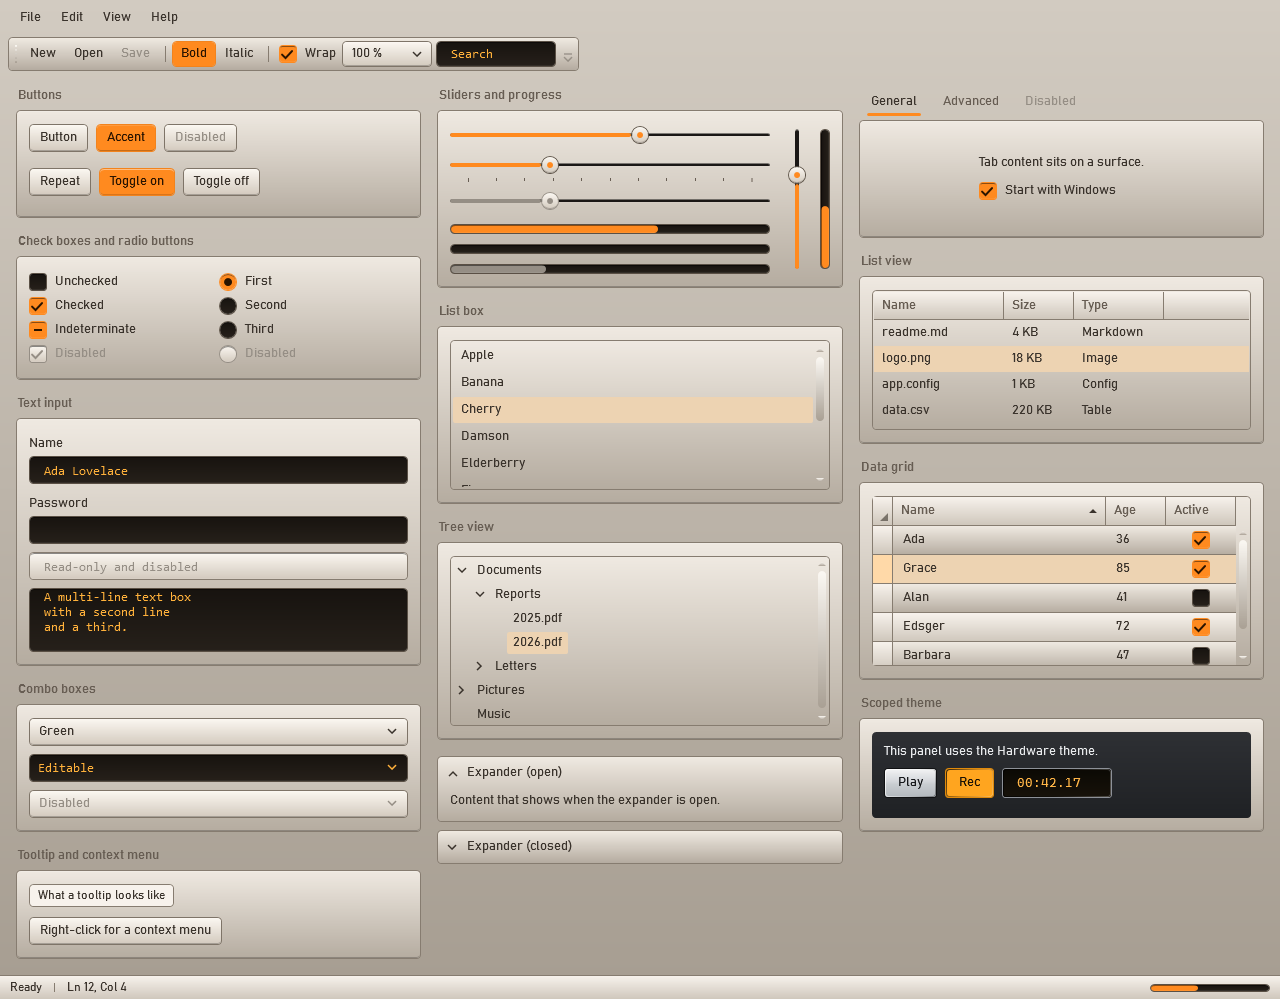 File Edit View Help
New Open Save Bold Italic Wrap 100 % Search
Buttons
Button Accent Disabled
Repeat Toggle on Toggle off
Check boxes and radio buttons
Unchecked First
Checked Second
Indeterminate Third
Disabled Disabled
Text input
Name
Ada Lovelace
Password
Read-only and disabled
A multi-line text box
with a second line
and a third.
Combo boxes
Green
Editable
Disabled
Tooltip and context menu
What a tooltip looks like
Right-click for a context menu
Sliders and progress
List box
Apple
Banana
Cherry
Damson
Elderberry
Tree view
Documents
Reports
2025.pdf
2026.pdf
Letters
Pictures
Music
Expander (open)
Content that shows when the expander is open.
Expander (closed)
General Advanced Disabled
Tab content sits on a surface.
Start with Windows
List view
Name Size Type
readme.md 4 KB Markdown
logo.png 18 KB Image
app.config 1 KB Config
data.csv 220 KB Table
Data grid
Name Age Active
Ada 36
Grace 85
Alan 41
Edsger 72
Barbara 47
Scoped theme
This panel uses the Hardware theme.
Play Rec 00:42.17
Ready Ln 12, Col 4